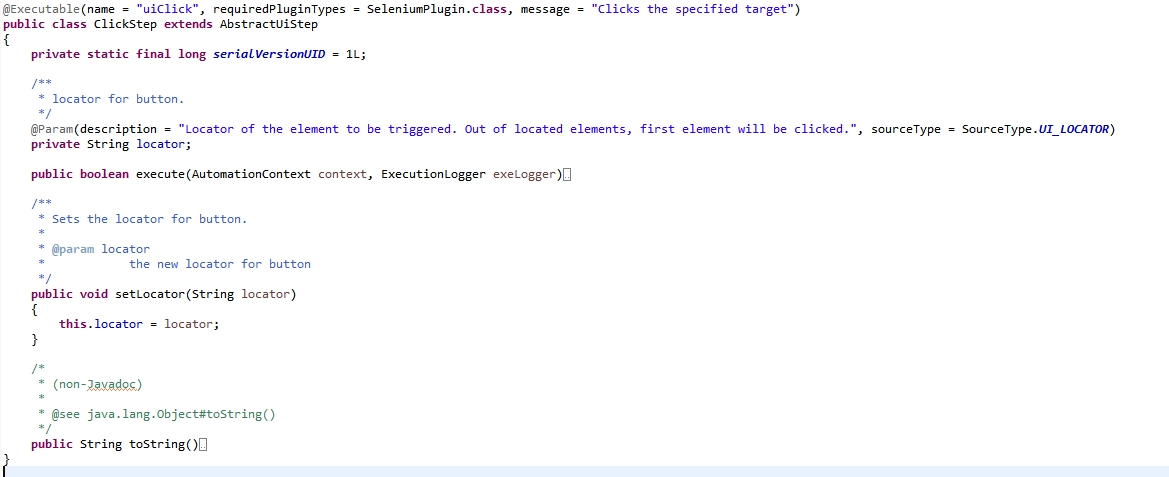 @Executable(name = "uiClick", requiredPluginTypes = SeleniumPlugin.class, message = "Clicks the specified target")
public class ClickStep extends AbstractUiStep
{
    private static final long serialVersionUID = 1L;

    /**
     * locator for button.
     */
    @Param(description = "Locator of the element to be triggered. Out of located elements, first element will be clicked.", sourceType = SourceType.UI_LOCATOR)
    private String locator;

    public boolean execute(AutomationContext context, ExecutionLogger exeLogger)

    /**
     * Sets the locator for button.
     *
     * @param locator
     *            the new locator for button
     */
    public void setLocator(String locator)
    {
        this.locator = locator;
    }

    /*
     * (non-Javadoc)
     *
     * @see java.lang.Object#toString()
     */
    public String toString()
}